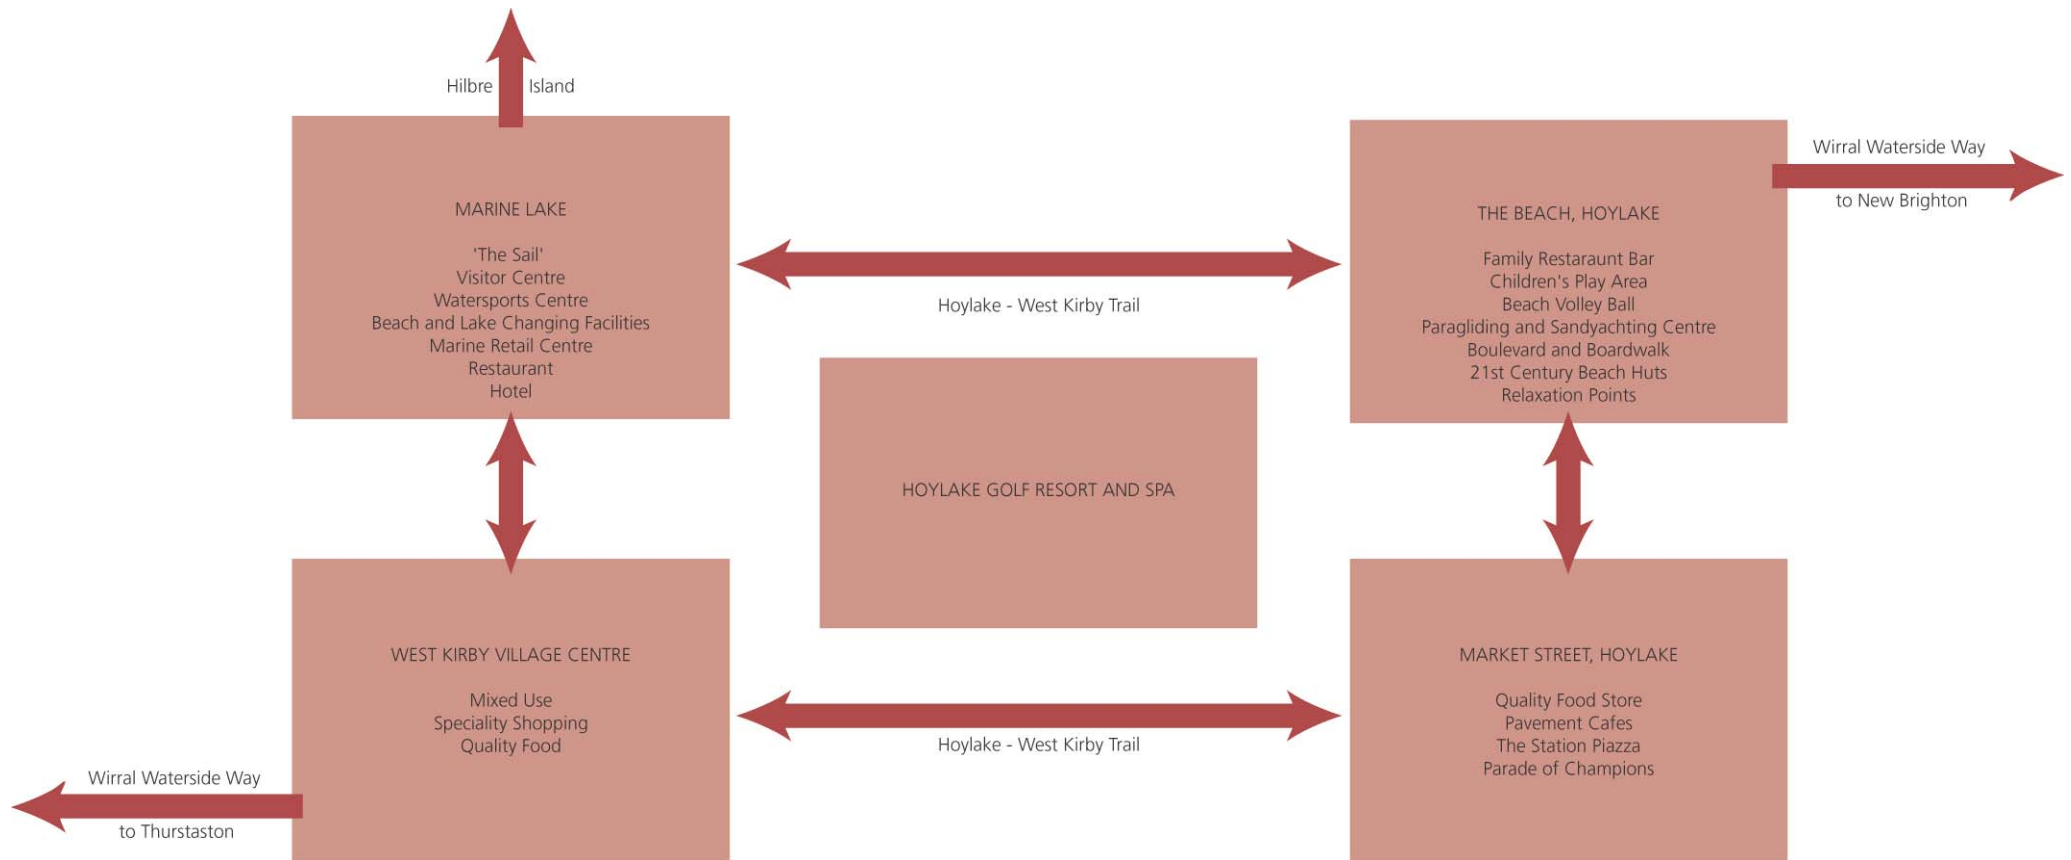 Hilbre Island
MARINE LAKE
'The Sail'
Visitor Centre
Watersports Centre
Beach and Lake Changing Facilities
Marine Retail Centre
Restaurant
Hotel
Hoylake - West Kirby Trail
THE BEACH, HOYLAKE
Family Restaraunt Bar
Children's Play Area
Beach Volley Ball
Paragliding and Sandyachting Centre
Boulevard and Boardwalk
21st Century Beach Huts
Relaxation Points
Wirral Waterside Way
to New Brighton
HOYLAKE GOLF RESORT AND SPA
WEST KIRBY VILLAGE CENTRE
Mixed Use
Speciality Shopping
Quality Food
Wirral Waterside Way
to Thurstaston
Hoylake - West Kirby Trail
MARKET STREET, HOYLAKE
Quality Food Store
Pavement Cafes
The Station Piazza
Parade of Champions